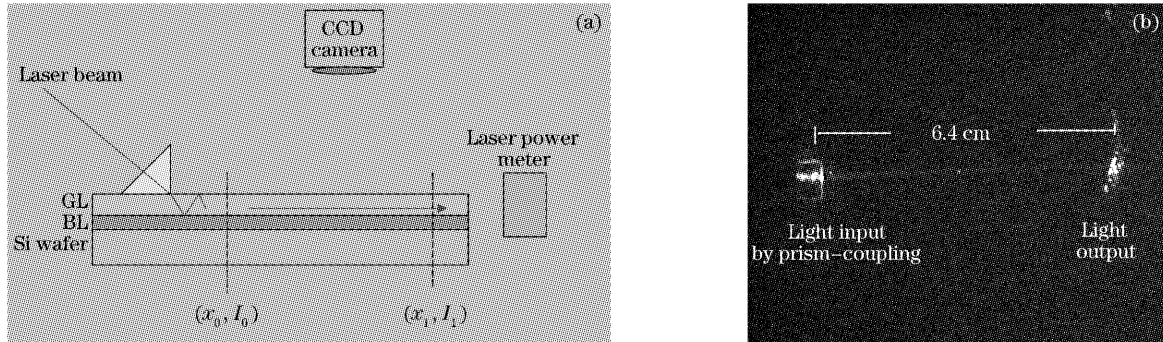 (a)
CCD
camera
Laser beam
Laser power
meter
GL
BL
Si wafer
(x₀, I₀)
(x₁, I₁)
(b)
6.4 cm
Light input
by prism-coupling
Light
output